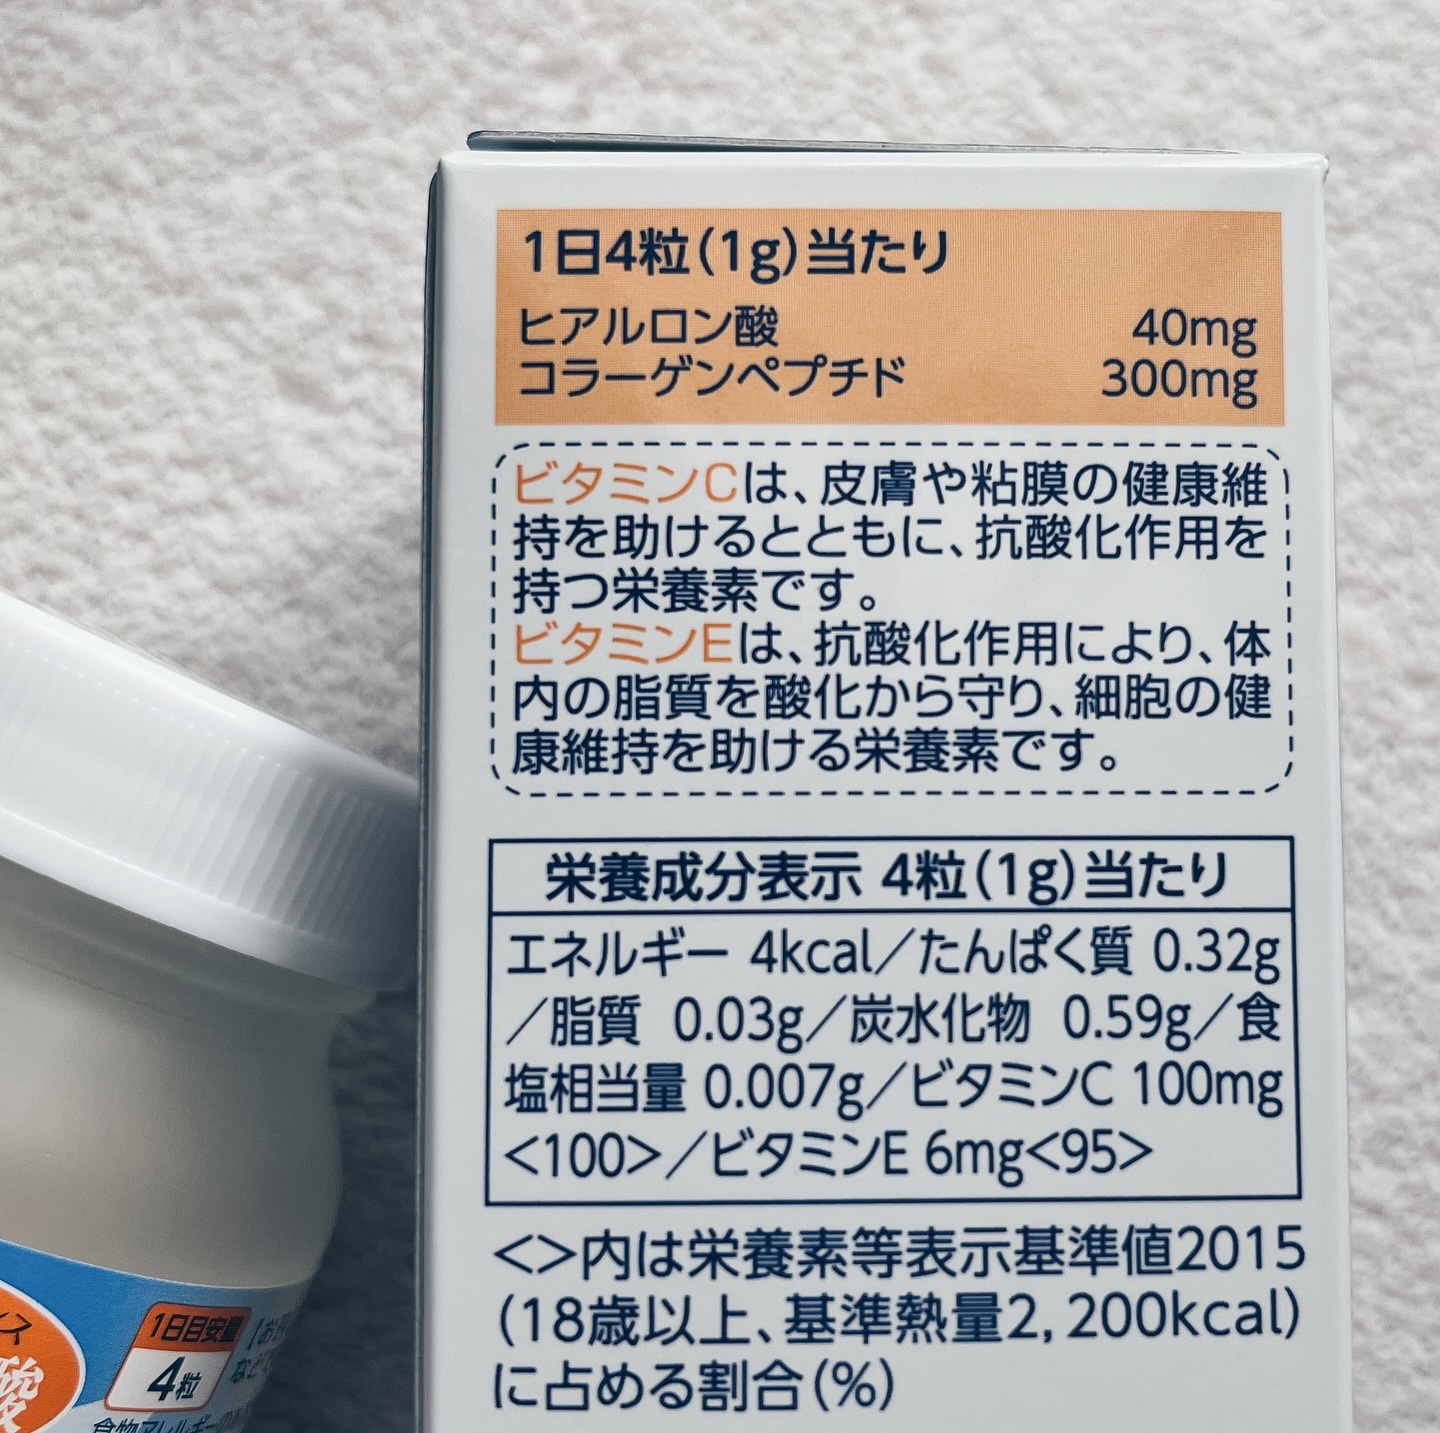 1日4粒(1g)当たり
ヒアルロン酸 40mg
コラーゲンペプチド 300mg
ビタミンCは、皮膚や粘膜の健康維
持を助けるとともに、抗酸化作用を
持つ栄養素です。
ビタミンEは、抗酸化作用により、体
内の脂質を酸化から守り、細胞の健
康維持を助ける栄養素です。
栄養成分表示 4粒(1g)当たり
エネルギー 4kcal/たんぱく質 0.32g
/脂質 0.03g/炭水化物 0.59g/食
塩相当量 0.007g/ビタミンC 100mg
<100>/ビタミンE 6mg<95>
<>内は栄養素等表示基準値2015
(18歳以上、基準熱量2,200kcal)
に占める割合(%)
酸
1日目安量
4粒
食物アレルギーの